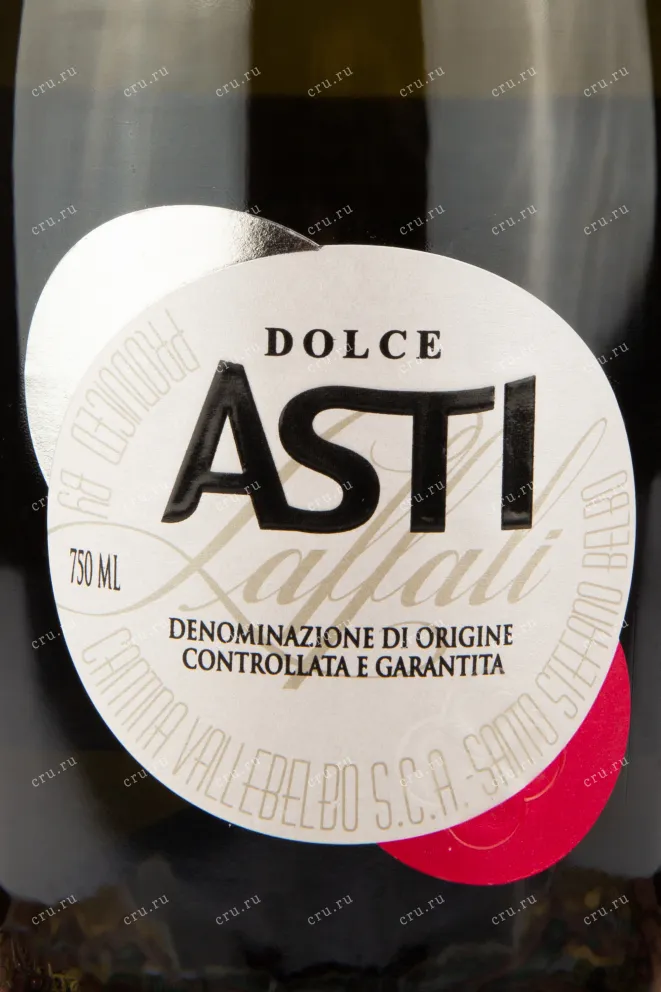 DOLCE
ASTI
Zaffali
750 ML
DENOMINAZIONE DI ORIGINE
CONTROLLATA E GARANTITA
PRODUCED BY
CANTINA VALLEBELBO S.C.A. - SANTO STEFANO BELBO
cru.ru